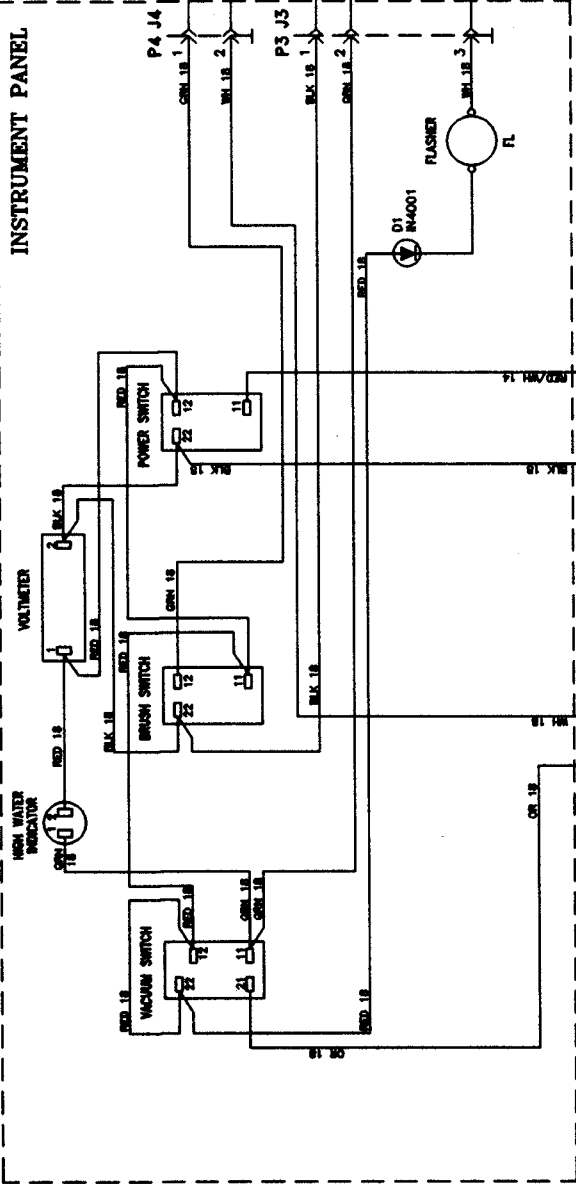 INSTRUMENT PANEL
P4 J4
1
GRN 18
2
WH 18
P3 J3
1
BLK 18
2
GRN 18
3
WH 18
FLASHER
FL
D1
IN4001
RED 18
RED/WH 14
RED 18
POWER SWITCH
12
22
11
BLK 18
BLK 18
BLK 18
VOLTMETER
2
1
RED 18
GRN 18
RED 18
BRUSH SWITCH
12
22
11
BLK 18
BLK 18
WH 18
RED 18
HIGH WATER
INDICATOR
1 2
GRN
18
OR 18
RED 18
GRN 18
GRN 18
VACUUM SWITCH
12
22
11
21
RED 18
RED 18
OR 18